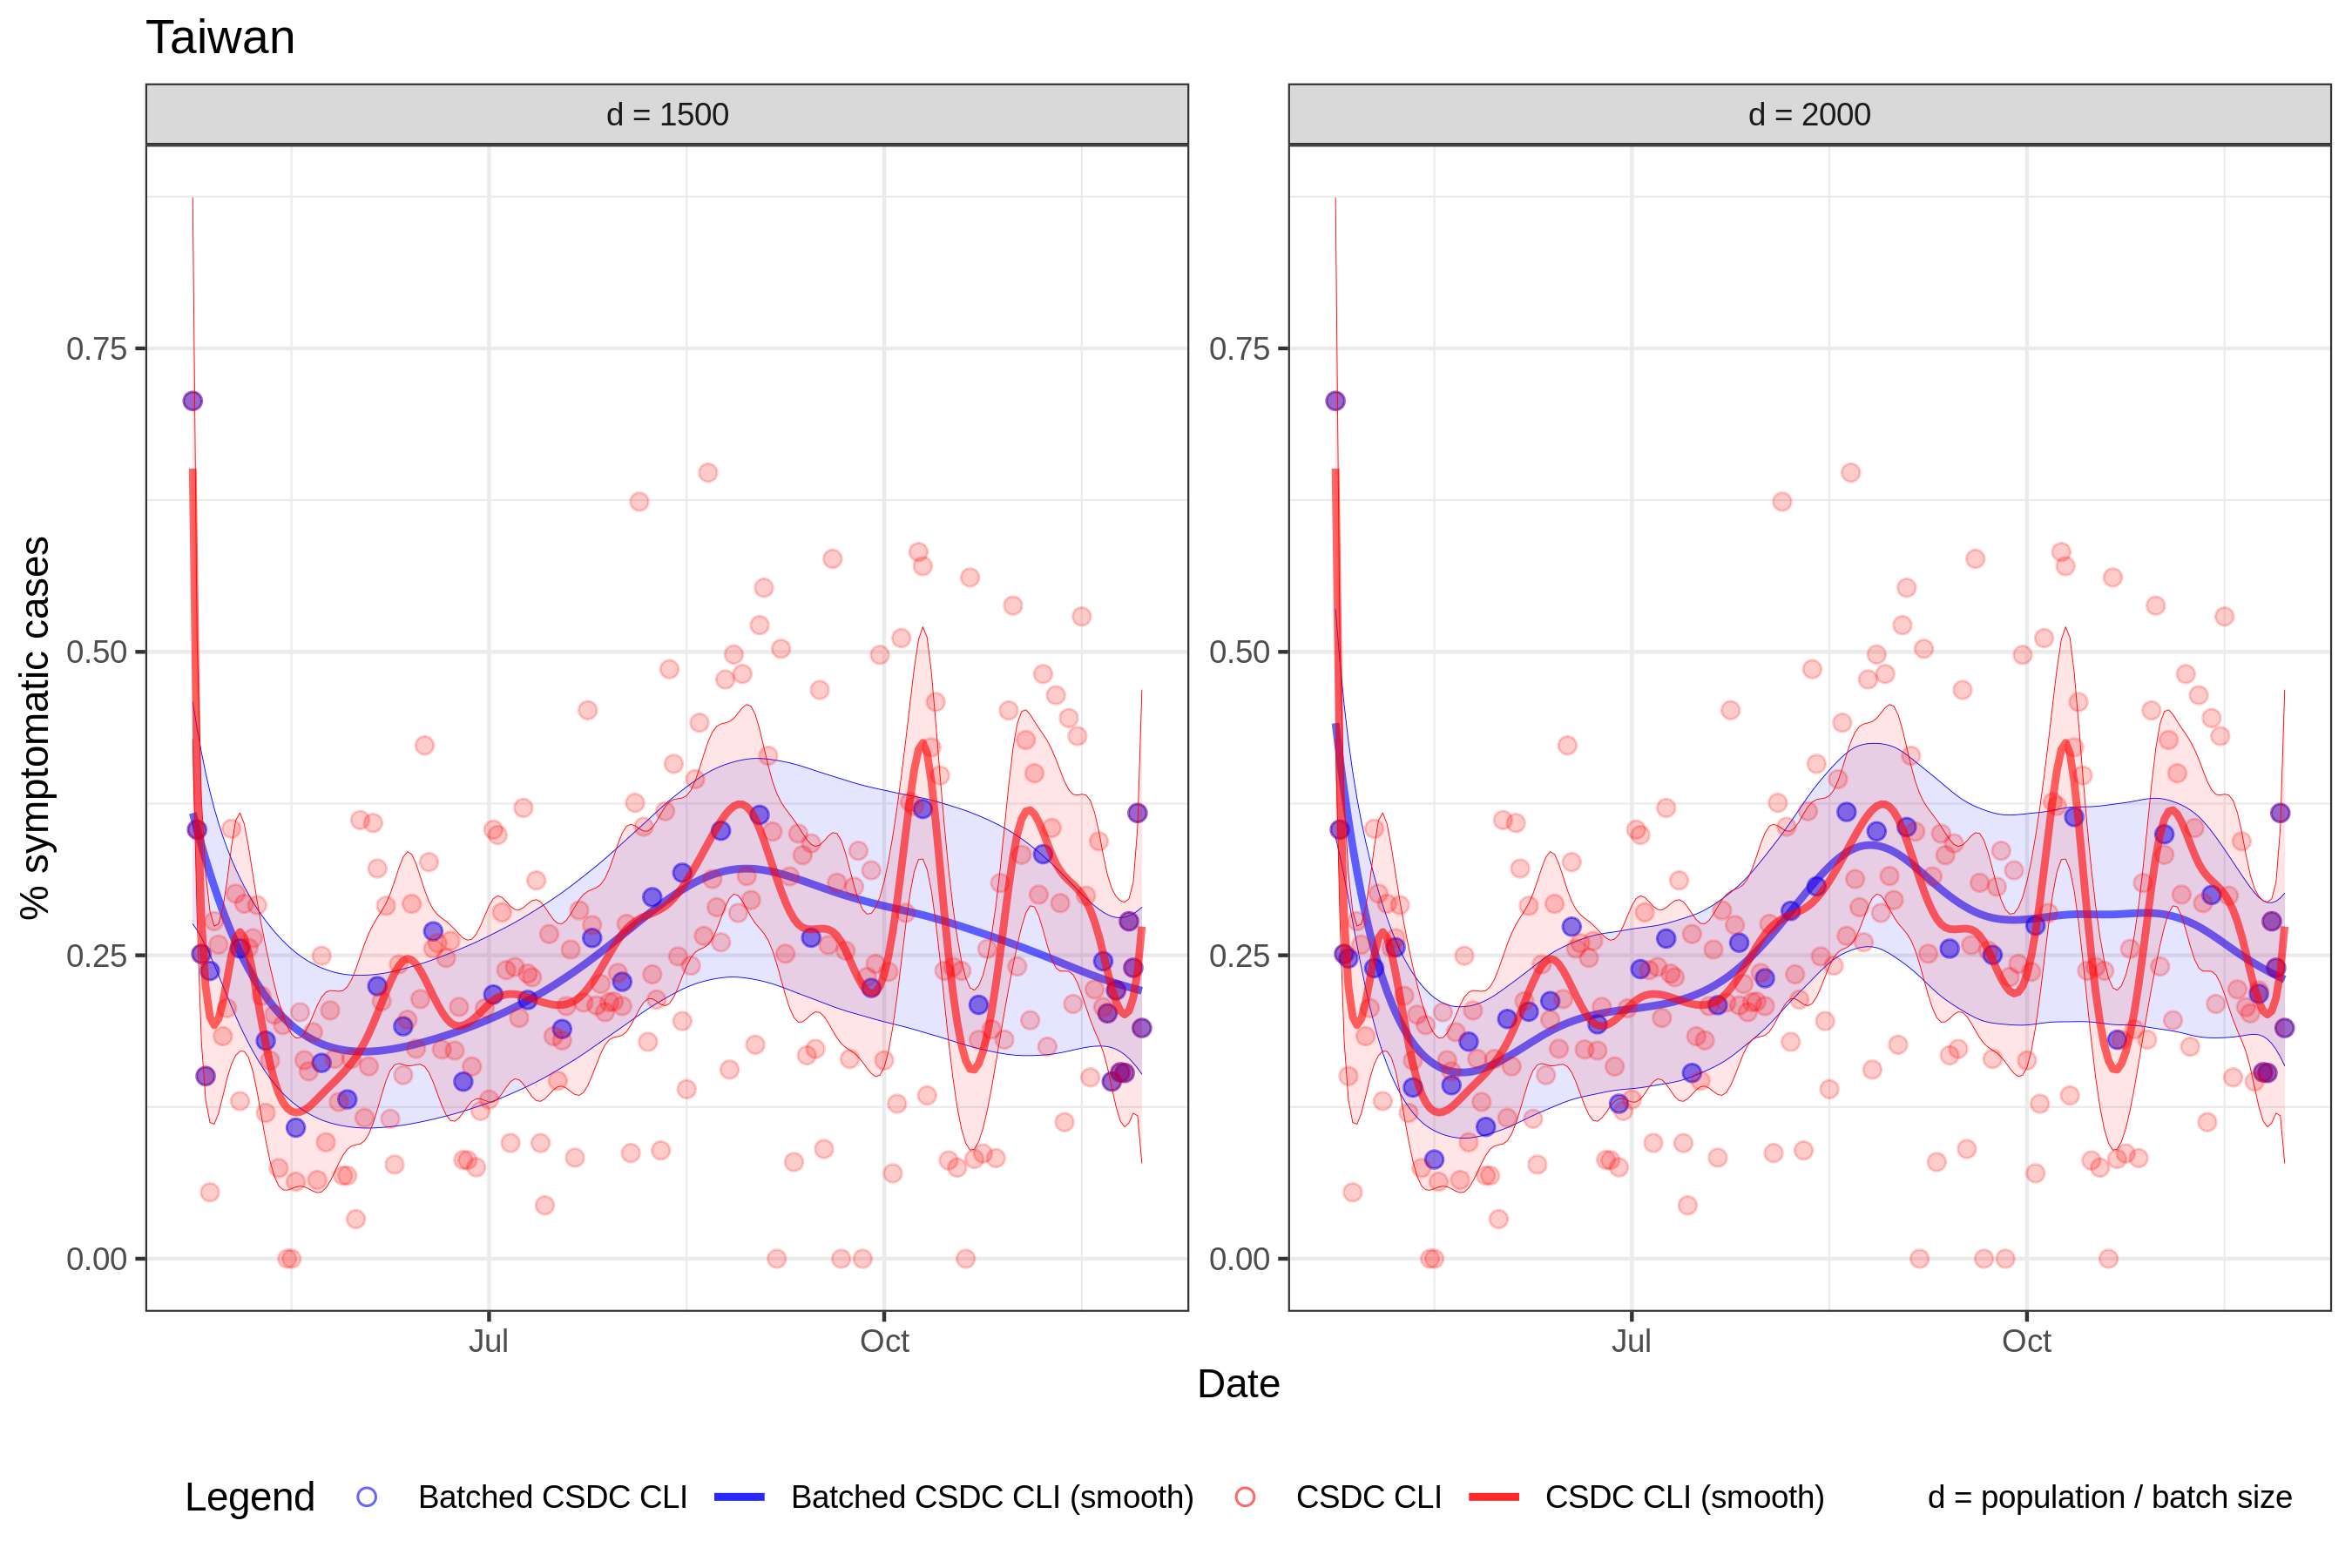 Taiwan
d = 1500
d = 2000
% symptomatic cases
0.75
0.50
0.25
0.00
0.75
0.50
0.25
0.00
Jul
Oct
Jul
Oct
Date
Legend
Batched CSDC CLI
Batched CSDC CLI (smooth)
CSDC CLI
CSDC CLI (smooth)
d = population / batch size